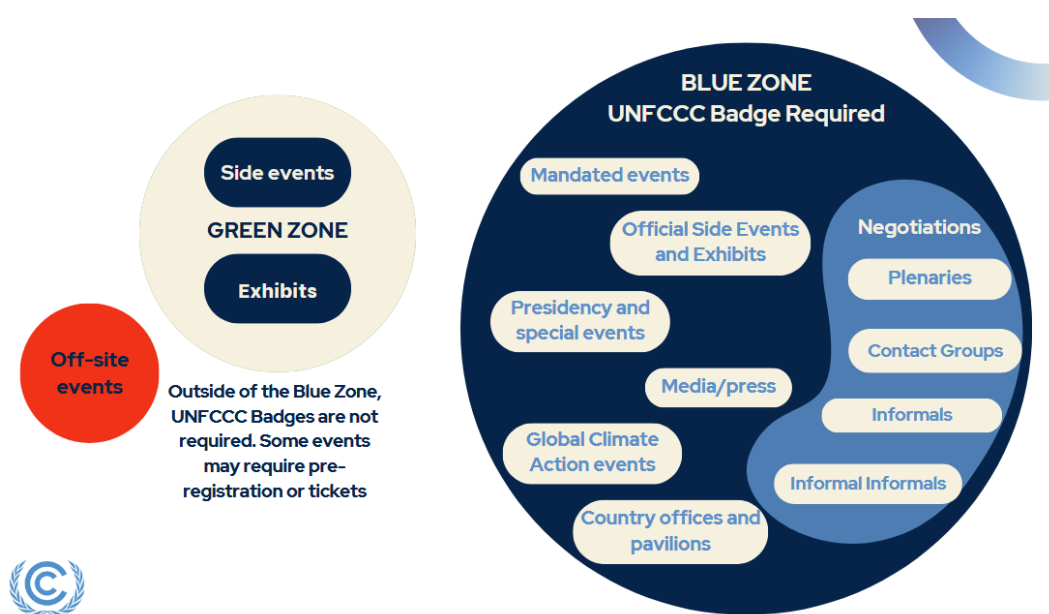 Side events
GREEN ZONE
Exhibits
Off-site
events
Outside of the Blue Zone,
UNFCCC Badges are not
required. Some events
may require pre-
registration or tickets
BLUE ZONE
UNFCCC Badge Required
Mandated events
Official Side Events
and Exhibits
Presidency and
special events
Media/press
Global Climate
Action events
Country offices and
pavilions
Negotiations
Plenaries
Contact Groups
Informals
Informal Informals